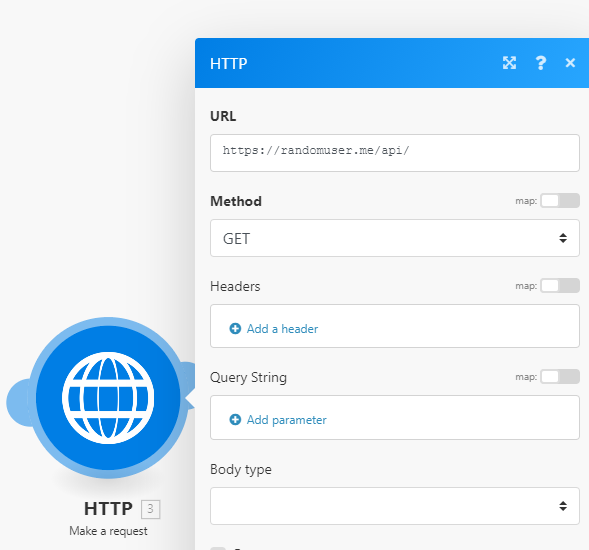 HTTP
?
×
URL
https://randomuser.me/api/
Method
map:
GET
Headers
map:
Add a header
Query String
map:
Add parameter
Body type
HTTP 3
Make a request